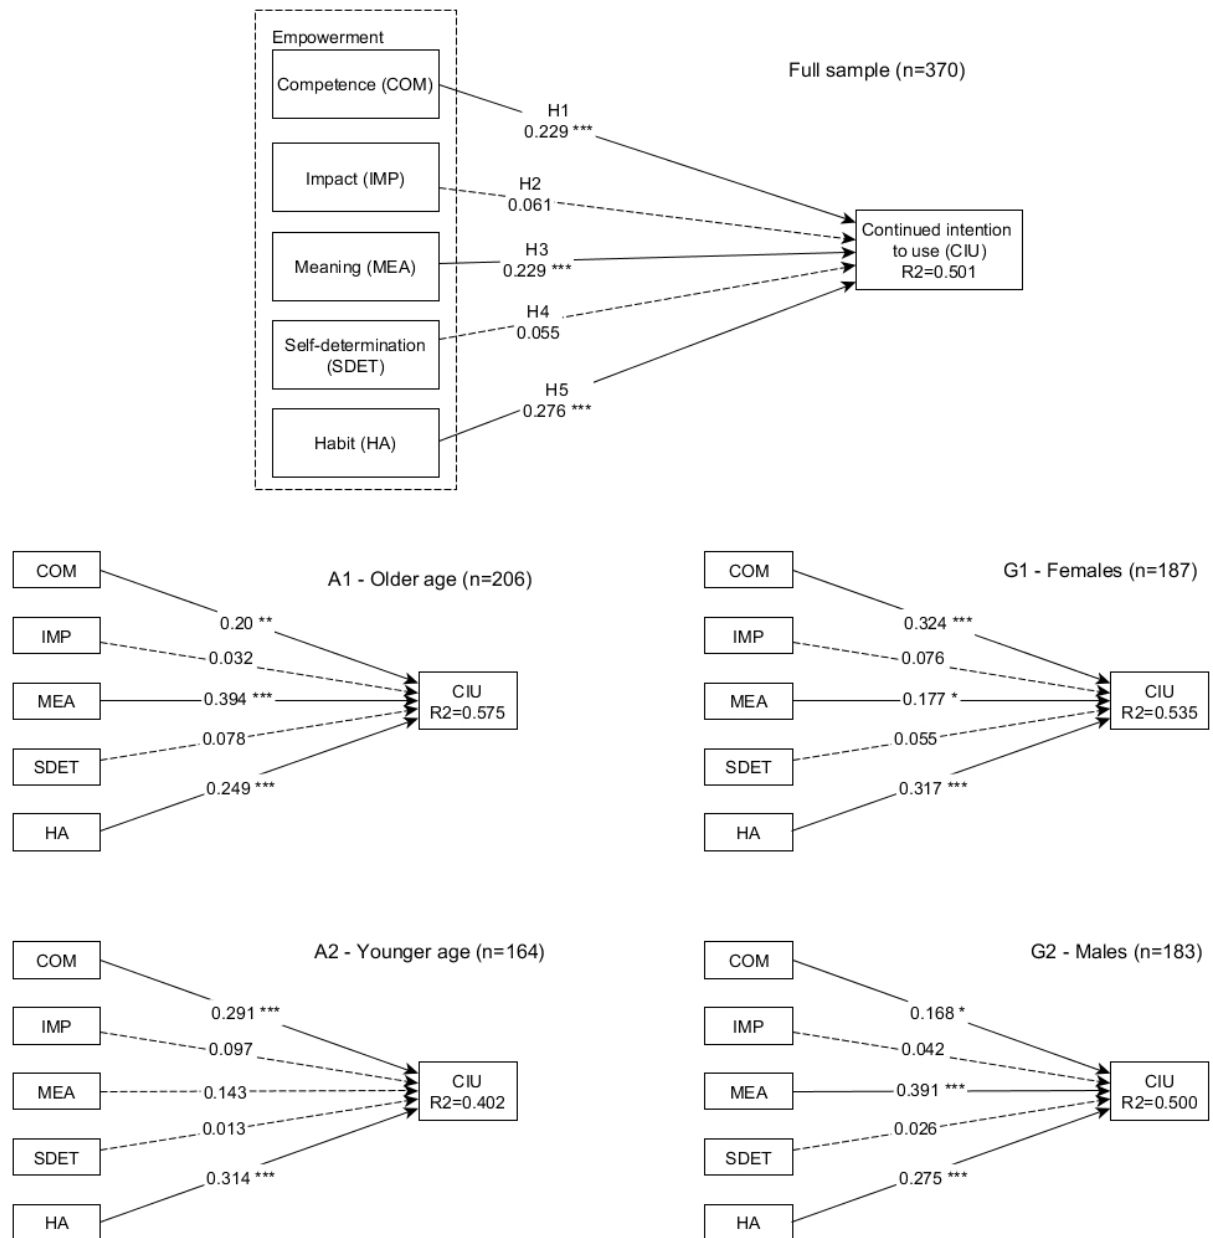 Empowerment
Full sample (n=370)
Competence (COM)
H1
0.229 ***
Impact (IMP)
H2
0.061
Meaning (MEA)
H3
0.229 ***
Self-determination
(SDET)
H4
0.055
Habit (HA)
H5
0.276 ***
Continued intention
to use (CIU)
R2=0.501
A1 - Older age (n=206)
COM
0.20 **
IMP
0.032
MEA
0.394 ***
SDET
0.078
HA
0.249 ***
CIU
R2=0.575
G1 - Females (n=187)
COM
0.324 ***
IMP
0.076
MEA
0.177 *
SDET
0.055
HA
0.317 ***
CIU
R2=0.535
A2 - Younger age (n=164)
COM
0.291 ***
IMP
0.097
MEA
0.143
SDET
0.013
HA
0.314 ***
CIU
R2=0.402
G2 - Males (n=183)
COM
0.168 *
IMP
0.042
MEA
0.391 ***
SDET
0.026
HA
0.275 ***
CIU
R2=0.500